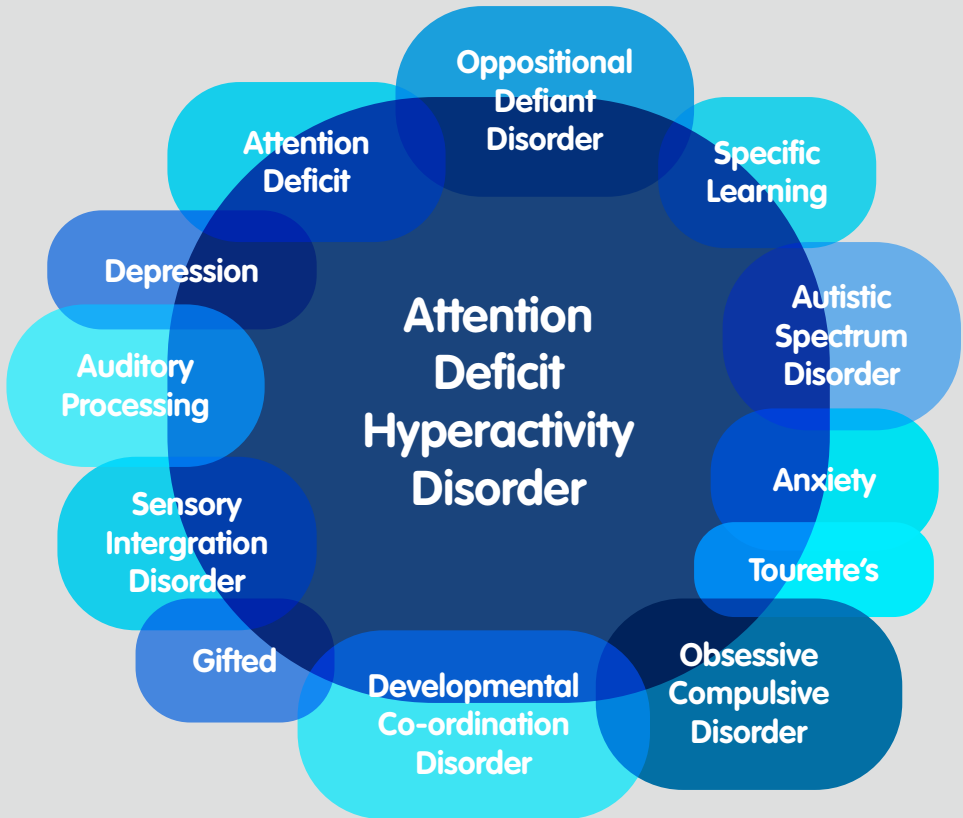 Oppositional
Defiant
Disorder
Attention
Deficit
Specific
Learning
Depression
Autistic
Spectrum
Disorder
Attention
Deficit
Hyperactivity
Disorder
Auditory
Processing
Anxiety
Sensory
Intergration
Disorder
Tourette’s
Gifted
Developmental
Co-ordination
Disorder
Obsessive
Compulsive
Disorder